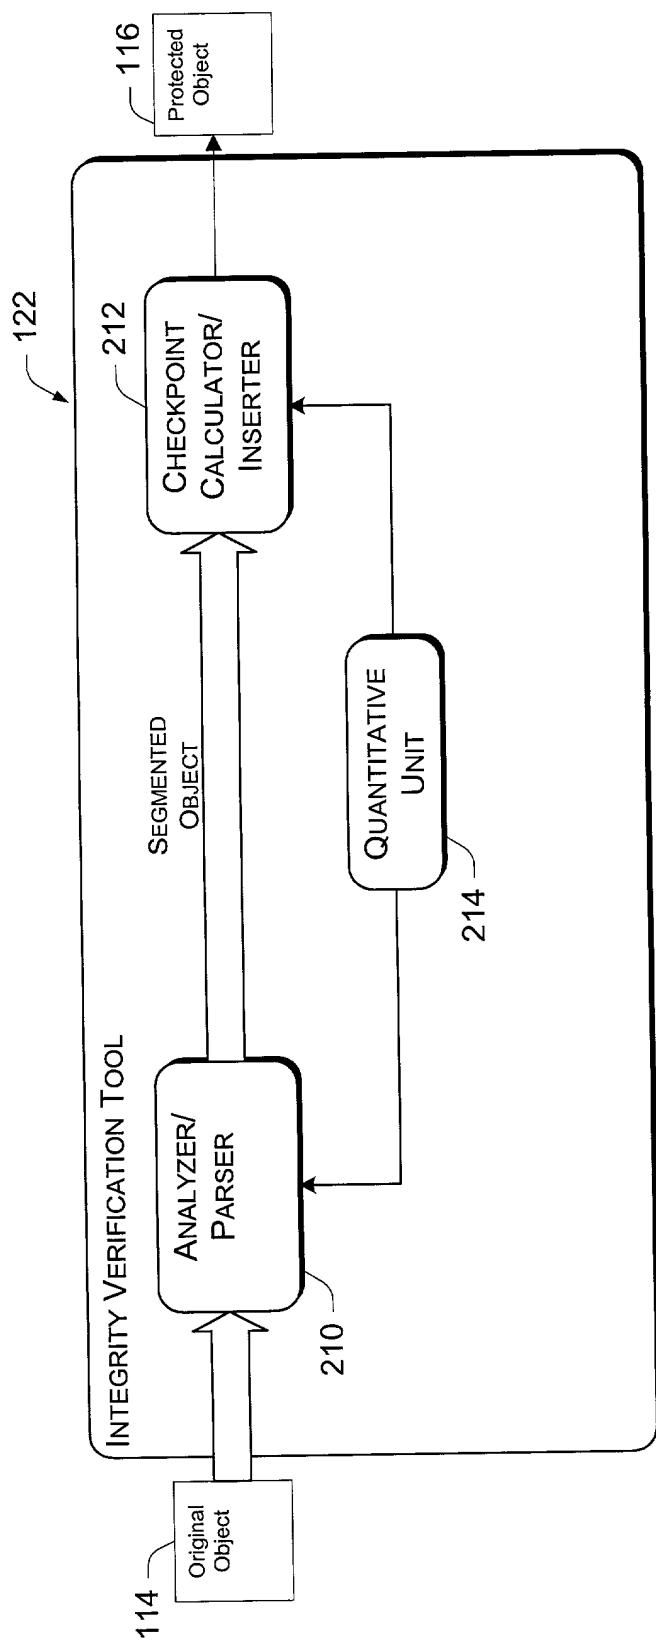 INTEGRITY VERIFICATION TOOL
122
114
Original
Object
ANALYZER/
PARSER
210
SEGMENTED
OBJECT
212
CHECKPOINT
CALCULATOR/
INSERTER
QUANTITATIVE
UNIT
214
116
Protected
Object